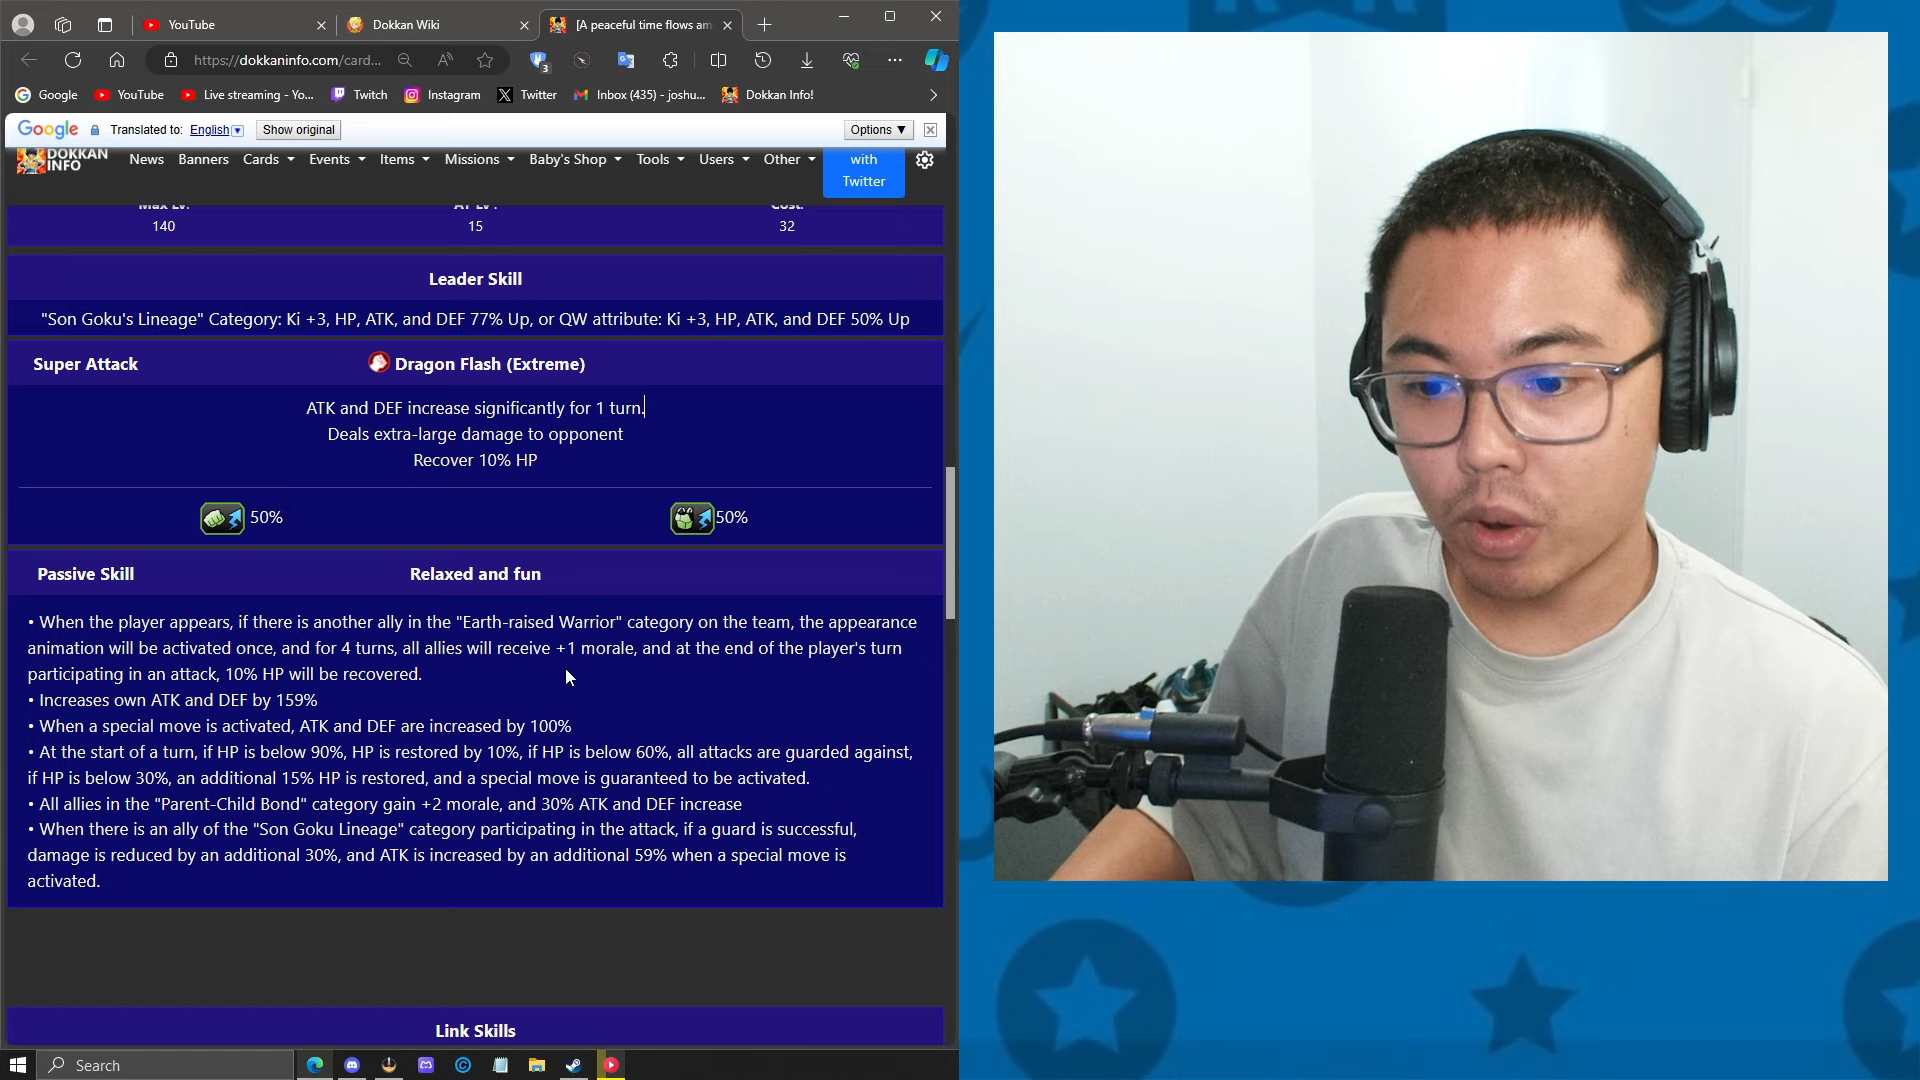 YouTube
Dokkan Wiki
[A peaceful time flows am
https://dokkaninfo.com/card...
3
Google
YouTube
Live streaming - Yo...
Twitch
Instagram
Twitter
Inbox (435) - joshu...
Dokkan Info!
Google
Translated to:
English
Show original
Options ▼
DOKKAN
INFO
News
Banners
Cards
Events
Items
Missions
Baby's Shop
Tools
Users
Other
with
Twitter
Max Lv.
Cost:
140
15
32
Leader Skill
"Son Goku's Lineage" Category: Ki +3, HP, ATK, and DEF 77% Up, or QW attribute: Ki +3, HP, ATK, and DEF 50% Up
Super Attack
Dragon Flash (Extreme)
ATK and DEF increase significantly for 1 turn.
Deals extra-large damage to opponent
Recover 10% HP
50%
50%
Passive Skill
Relaxed and fun
• When the player appears, if there is another ally in the "Earth-raised Warrior" category on the team, the appearance
animation will be activated once, and for 4 turns, all allies will receive +1 morale, and at the end of the player's turn
participating in an attack, 10% HP will be recovered.
• Increases own ATK and DEF by 159%
• When a special move is activated, ATK and DEF are increased by 100%
• At the start of a turn, if HP is below 90%, HP is restored by 10%, if HP is below 60%, all attacks are guarded against,
if HP is below 30%, an additional 15% HP is restored, and a special move is guaranteed to be activated.
• All allies in the "Parent-Child Bond" category gain +2 morale, and 30% ATK and DEF increase
• When there is an ally of the "Son Goku Lineage" category participating in the attack, if a guard is successful,
damage is reduced by an additional 30%, and ATK is increased by an additional 59% when a special move is
activated.
Link Skills
Search